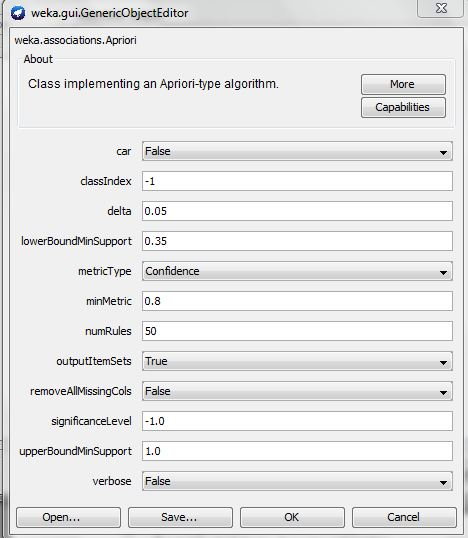 weka.gui.GenericObjectEditor
weka.associations.Apriori
About
Class implementing an Apriori-type algorithm.
More
Capabilities
car False
classIndex -1
delta 0.05
lowerBoundMinSupport 0.35
metricType Confidence
minMetric 0.8
numRules 50
outputItemSets True
removeAllMissingCols False
significanceLevel -1.0
upperBoundMinSupport 1.0
verbose False
Open... Save... OK Cancel